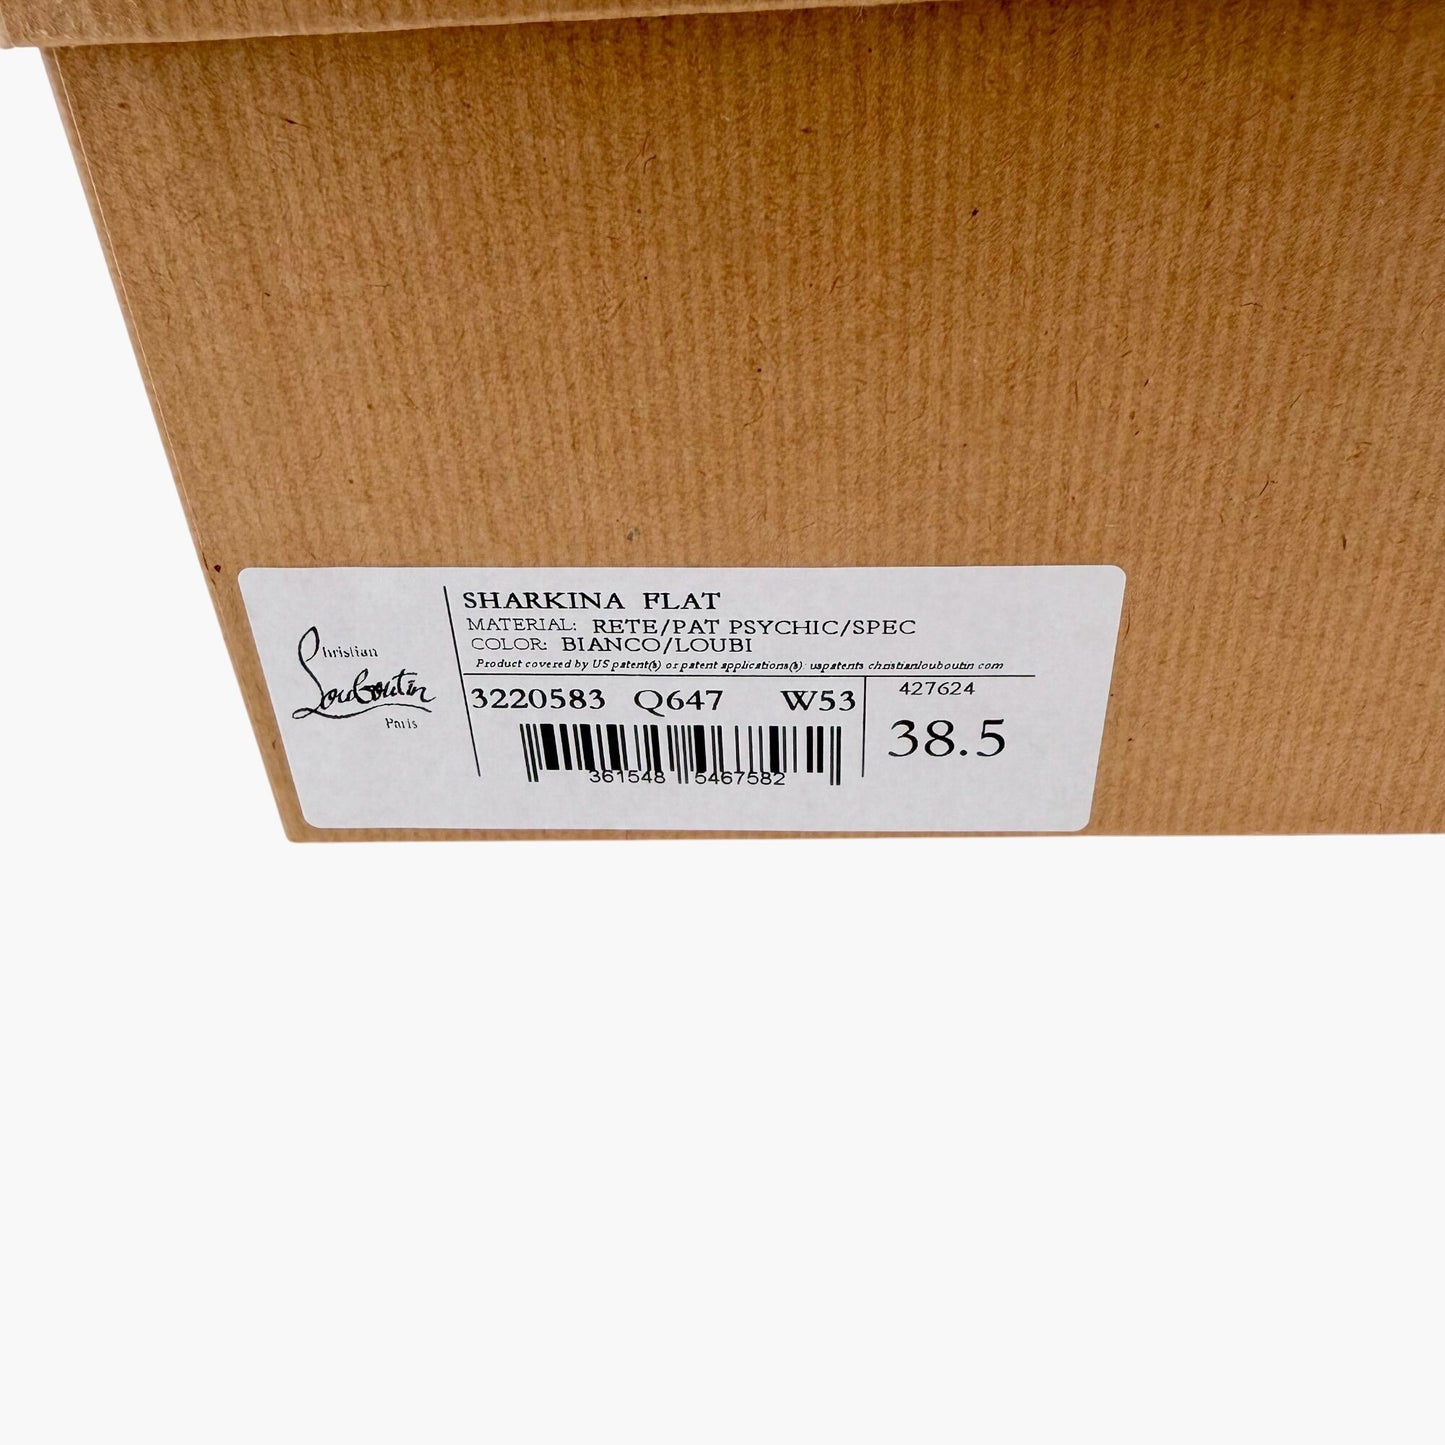 Christian
Louboutin
Paris
SHARKINA FLAT
MATERIAL: RETE/PAT PSYCHIC/SPEC
COLOR: BIANCO/LOUBI
Product covered by US patent(s) or patent applications(s): uspatents christianlouboutin com
3220583 Q647 W53
427624
38.5
361548 5467582